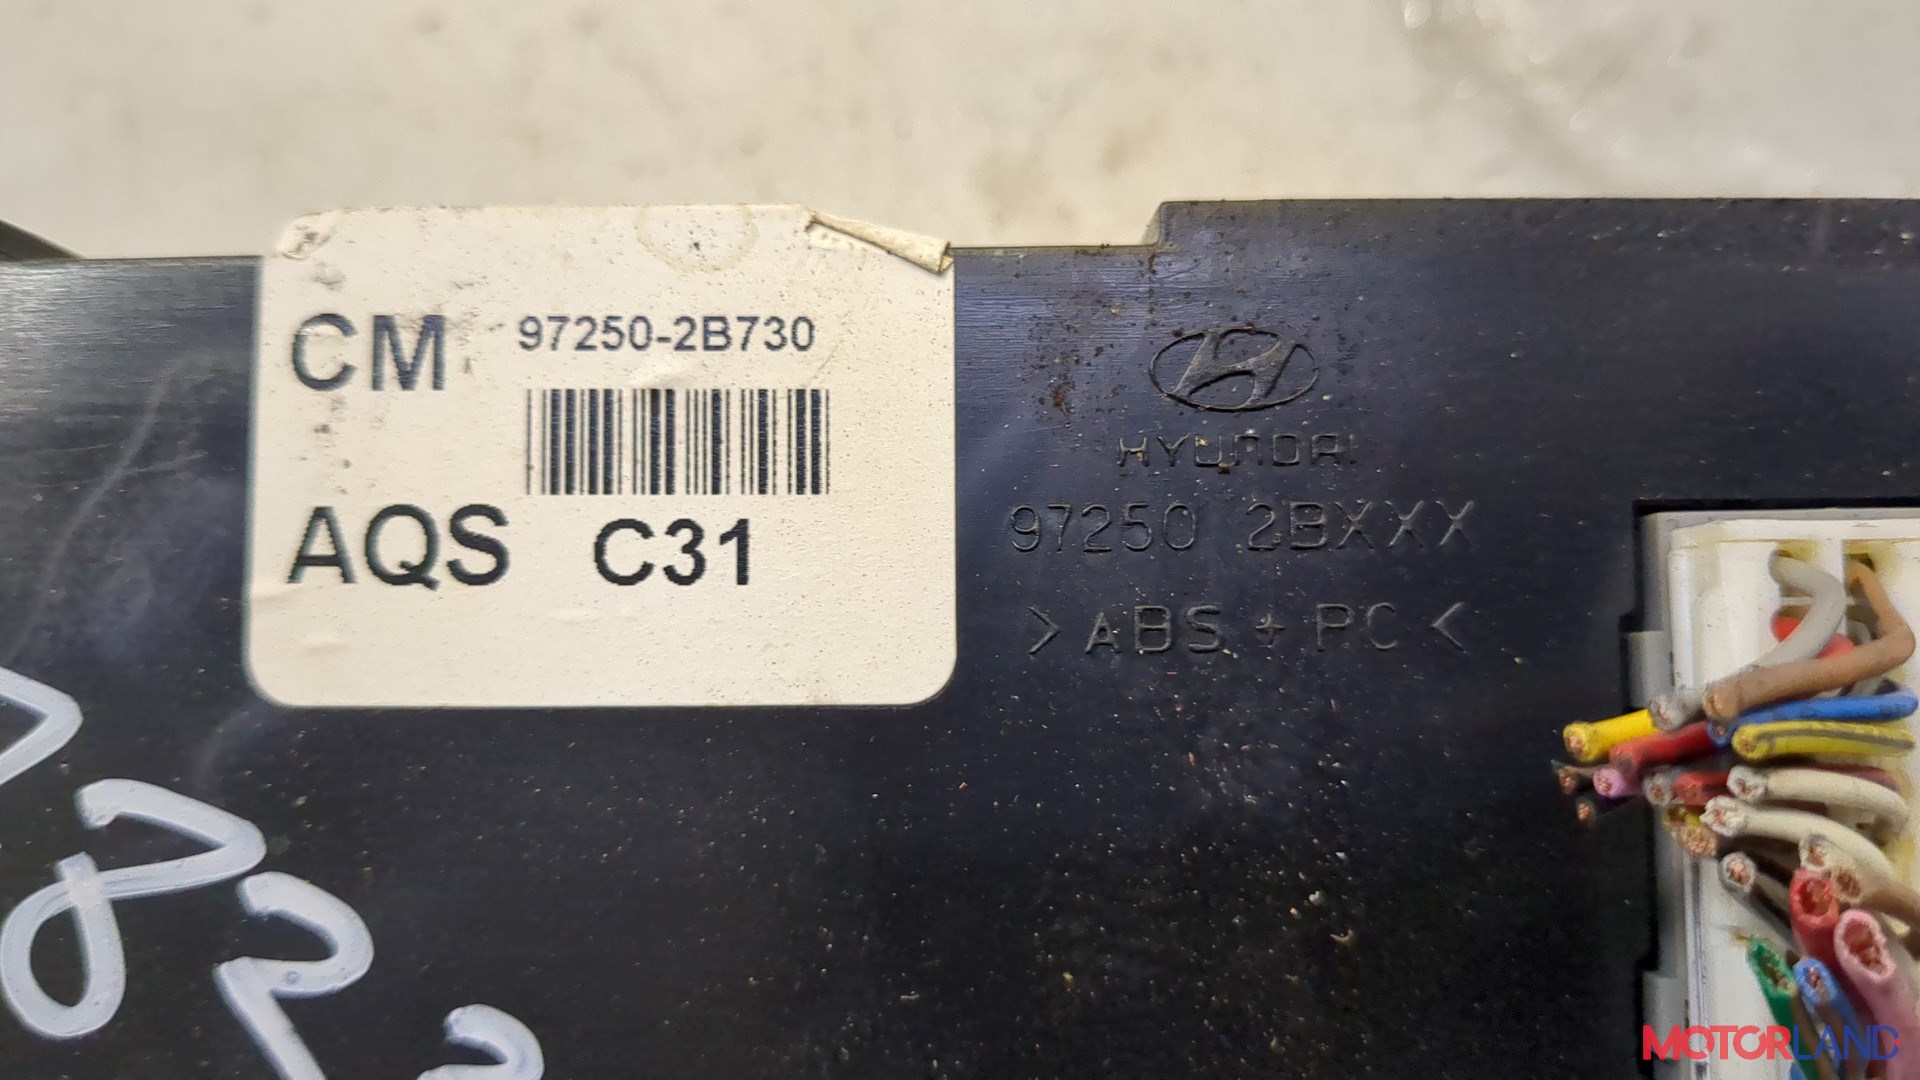 CM 97250-2B730
AQS C31
HYUNDAI
97250 2BXXX
>ABS + PC<
MOTORLAND